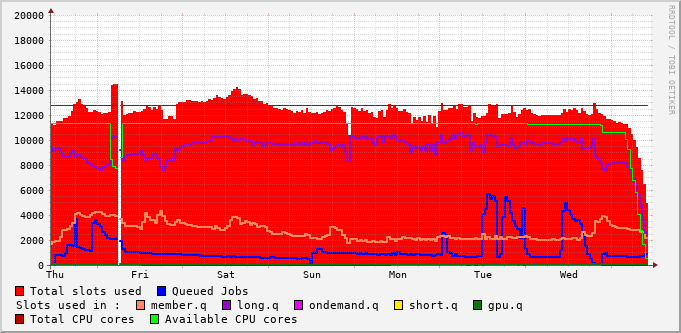 20000
18000
16000
14000
12000
10000
8000
6000
4000
2000
0
Thu Fri Sat Sun Mon Tue Wed
RRDTOOL / TOBI OETIKER
Total slots used Queued Jobs
Slots used in : member.q long.q ondemand.q short.q gpu.q
Total CPU cores Available CPU cores